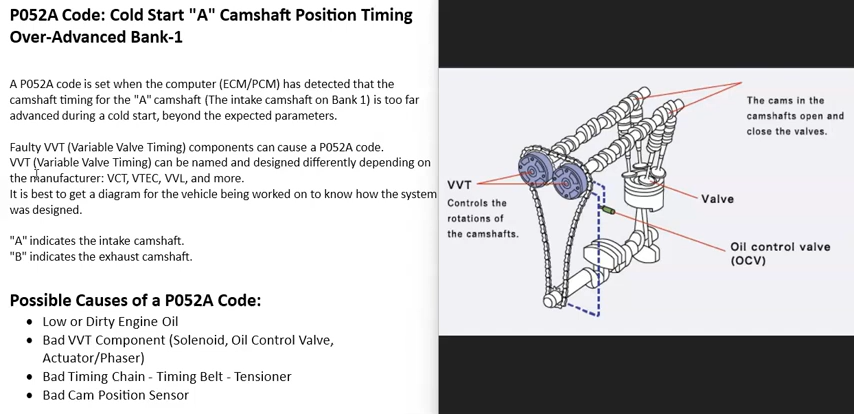 P052A Code: Cold Start "A" Camshaft Position Timing
Over-Advanced Bank-1
A P052A code is set when the computer (ECM/PCM) has detected that the
camshaft timing for the "A" camshaft (The intake camshaft on Bank 1) is too far
advanced during a cold start, beyond the expected parameters.
Faulty VVT (Variable Valve Timing) components can cause a P052A code.
VVT (Variable Valve Timing) can be named and designed differently depending on
the manufacturer: VCT, VTEC, VVL, and more.
It is best to get a diagram for the vehicle being worked on to know how the system
was designed.
"A" indicates the intake camshaft.
"B" indicates the exhaust camshaft.
Possible Causes of a P052A Code:
• Low or Dirty Engine Oil
• Bad VVT Component (Solenoid, Oil Control Valve,
Actuator/Phaser)
• Bad Timing Chain - Timing Belt - Tensioner
• Bad Cam Position Sensor
The cams in the
camshafts open and
close the valves.
VVT
Controls the
rotations of
the camshafts.
Valve
Oil control valve
(OCV)